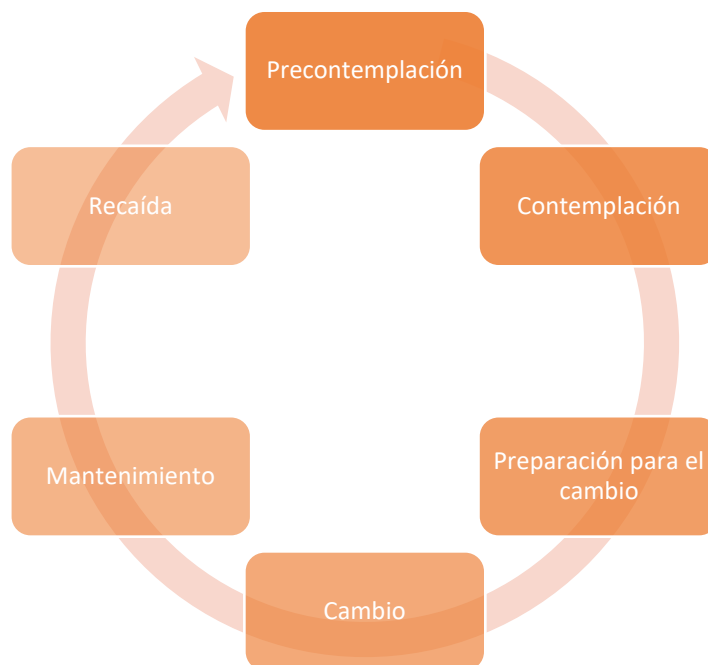 Precontemplación
Contemplación
Preparación para el
cambio
Cambio
Mantenimiento
Recaída